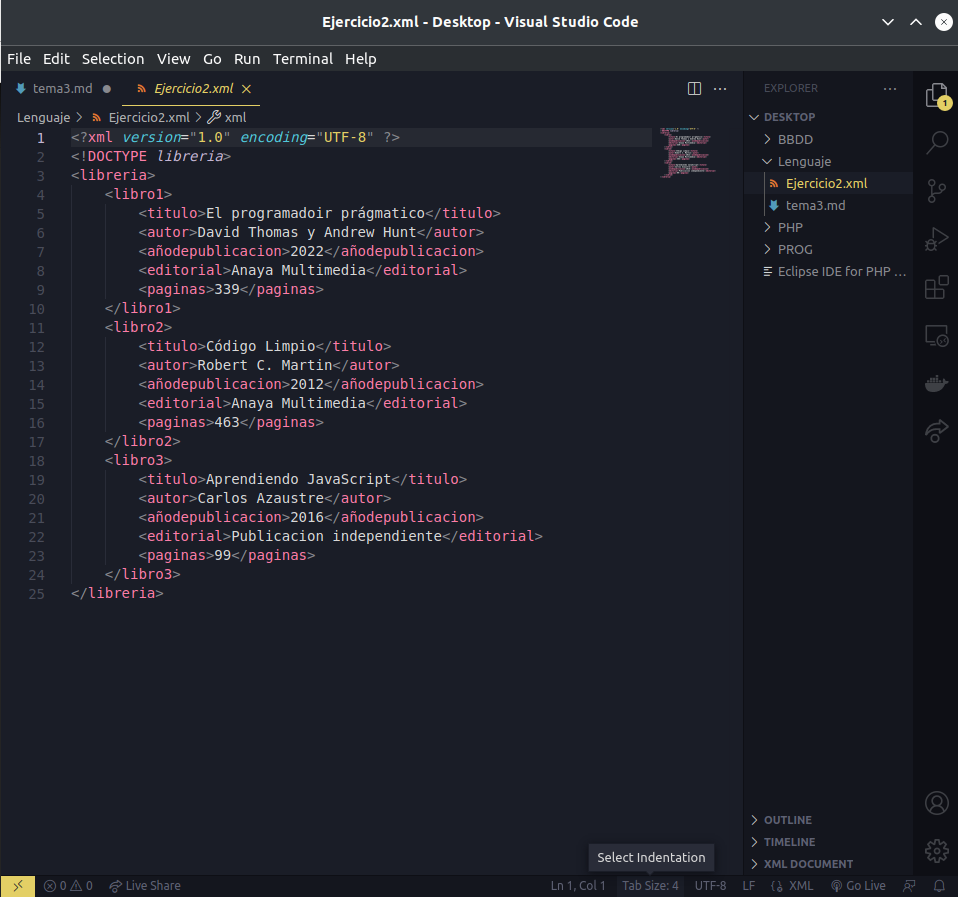 Ejercicio2.xml - Desktop - Visual Studio Code
File Edit Selection View Go Run Terminal Help
tema3.md ● Ejercicio2.xml ×
Lenguaje > Ejercicio2.xml > xml
1 <?xml version="1.0" encoding="UTF-8" ?>
2 <!DOCTYPE libreria>
3 <libreria>
4 <libro1>
5 <titulo>El programadoir prágmatico</titulo>
6 <autor>David Thomas y Andrew Hunt</autor>
7 <añodepublicacion>2022</añodepublicacion>
8 <editorial>Anaya Multimedia</editorial>
9 <paginas>339</paginas>
10 </libro1>
11 <libro2>
12 <titulo>Código Limpio</titulo>
13 <autor>Robert C. Martin</autor>
14 <añodepublicacion>2012</añodepublicacion>
15 <editorial>Anaya Multimedia</editorial>
16 <paginas>463</paginas>
17 </libro2>
18 <libro3>
19 <titulo>Aprendiendo JavaScript</titulo>
20 <autor>Carlos Azaustre</autor>
21 <añodepublicacion>2016</añodepublicacion>
22 <editorial>Publicacion independiente</editorial>
23 <paginas>99</paginas>
24 </libro3>
25 </libreria>
EXPLORER ...
DESKTOP
BBDD
Lenguaje
Ejercicio2.xml
tema3.md
PHP
PROG
Eclipse IDE for PHP ...
1
OUTLINE
TIMELINE
XML DOCUMENT
Select Indentation
0 0 Live Share Ln 1, Col 1 Tab Size: 4 UTF-8 LF XML Go Live